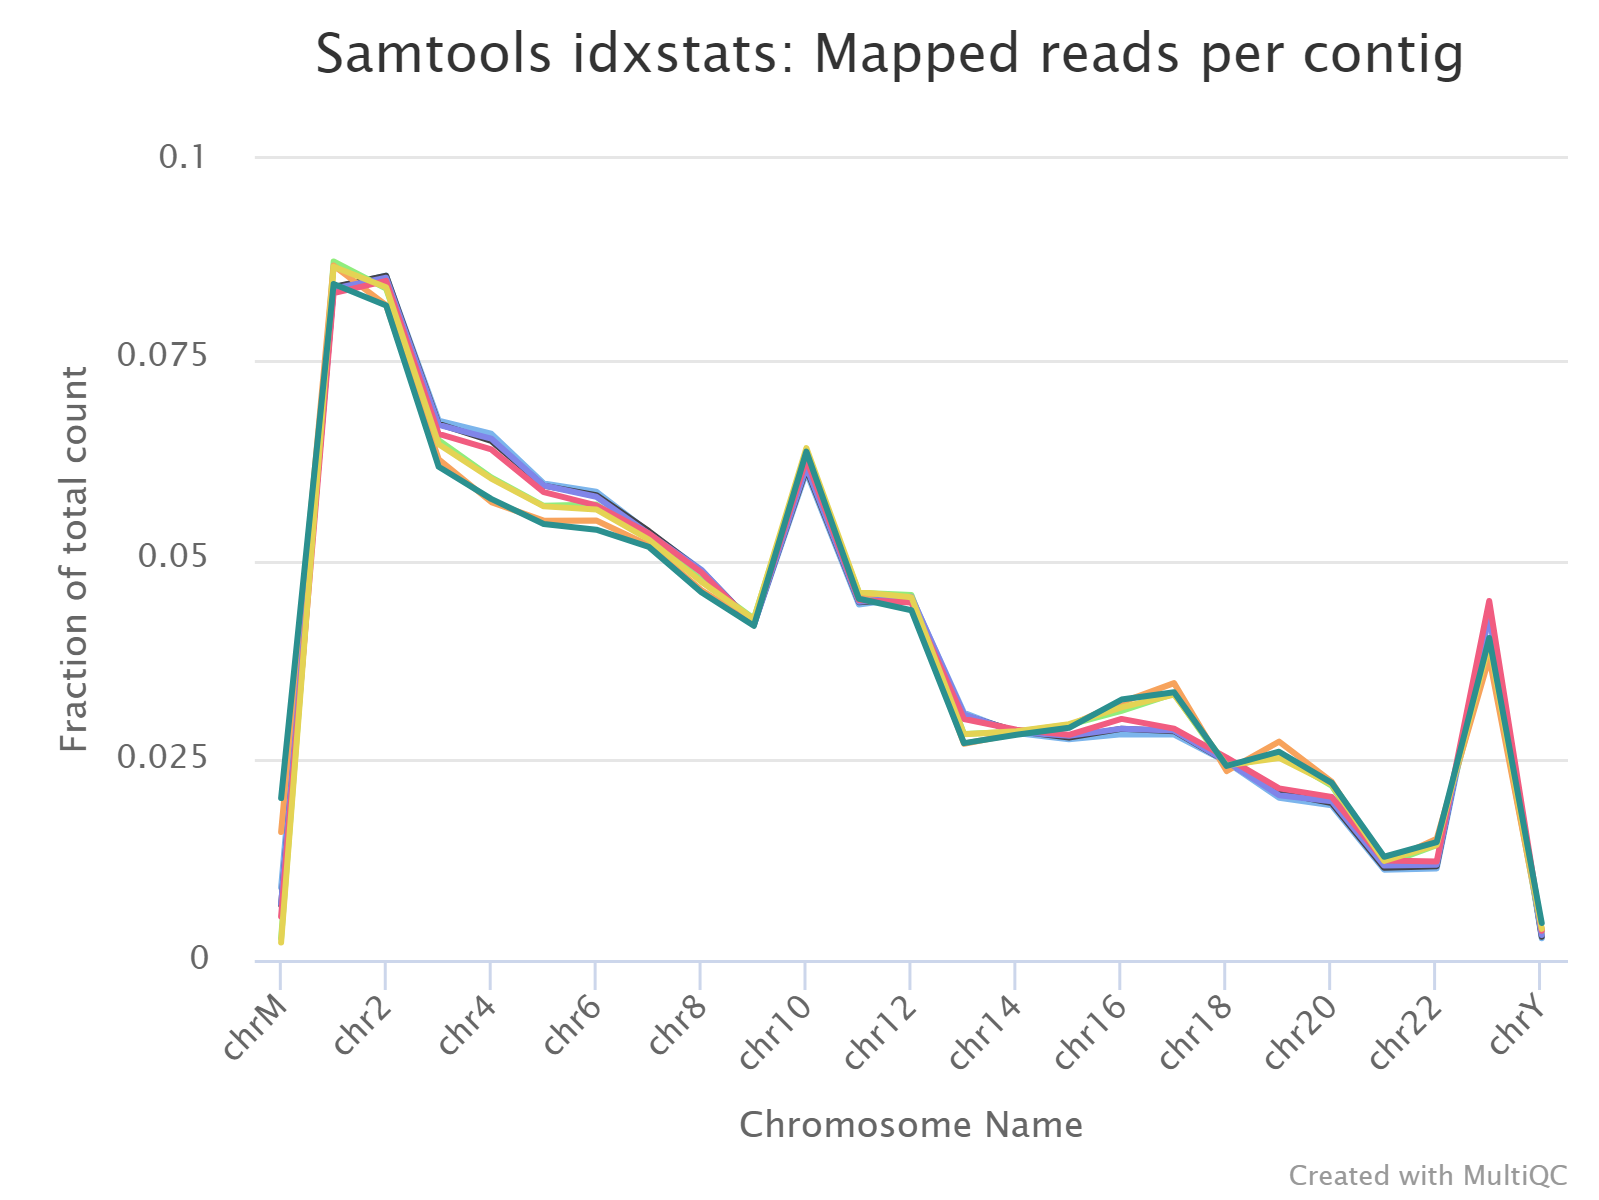 Samtools idxstats: Mapped reads per contig
0.1
0.075
0.05
0.025
0
Fraction of total count
chrM
chr2
chr4
chr6
chr8
chr10
chr12
chr14
chr16
chr18
chr20
chr22
chrY
Chromosome Name
Created with MultiQC